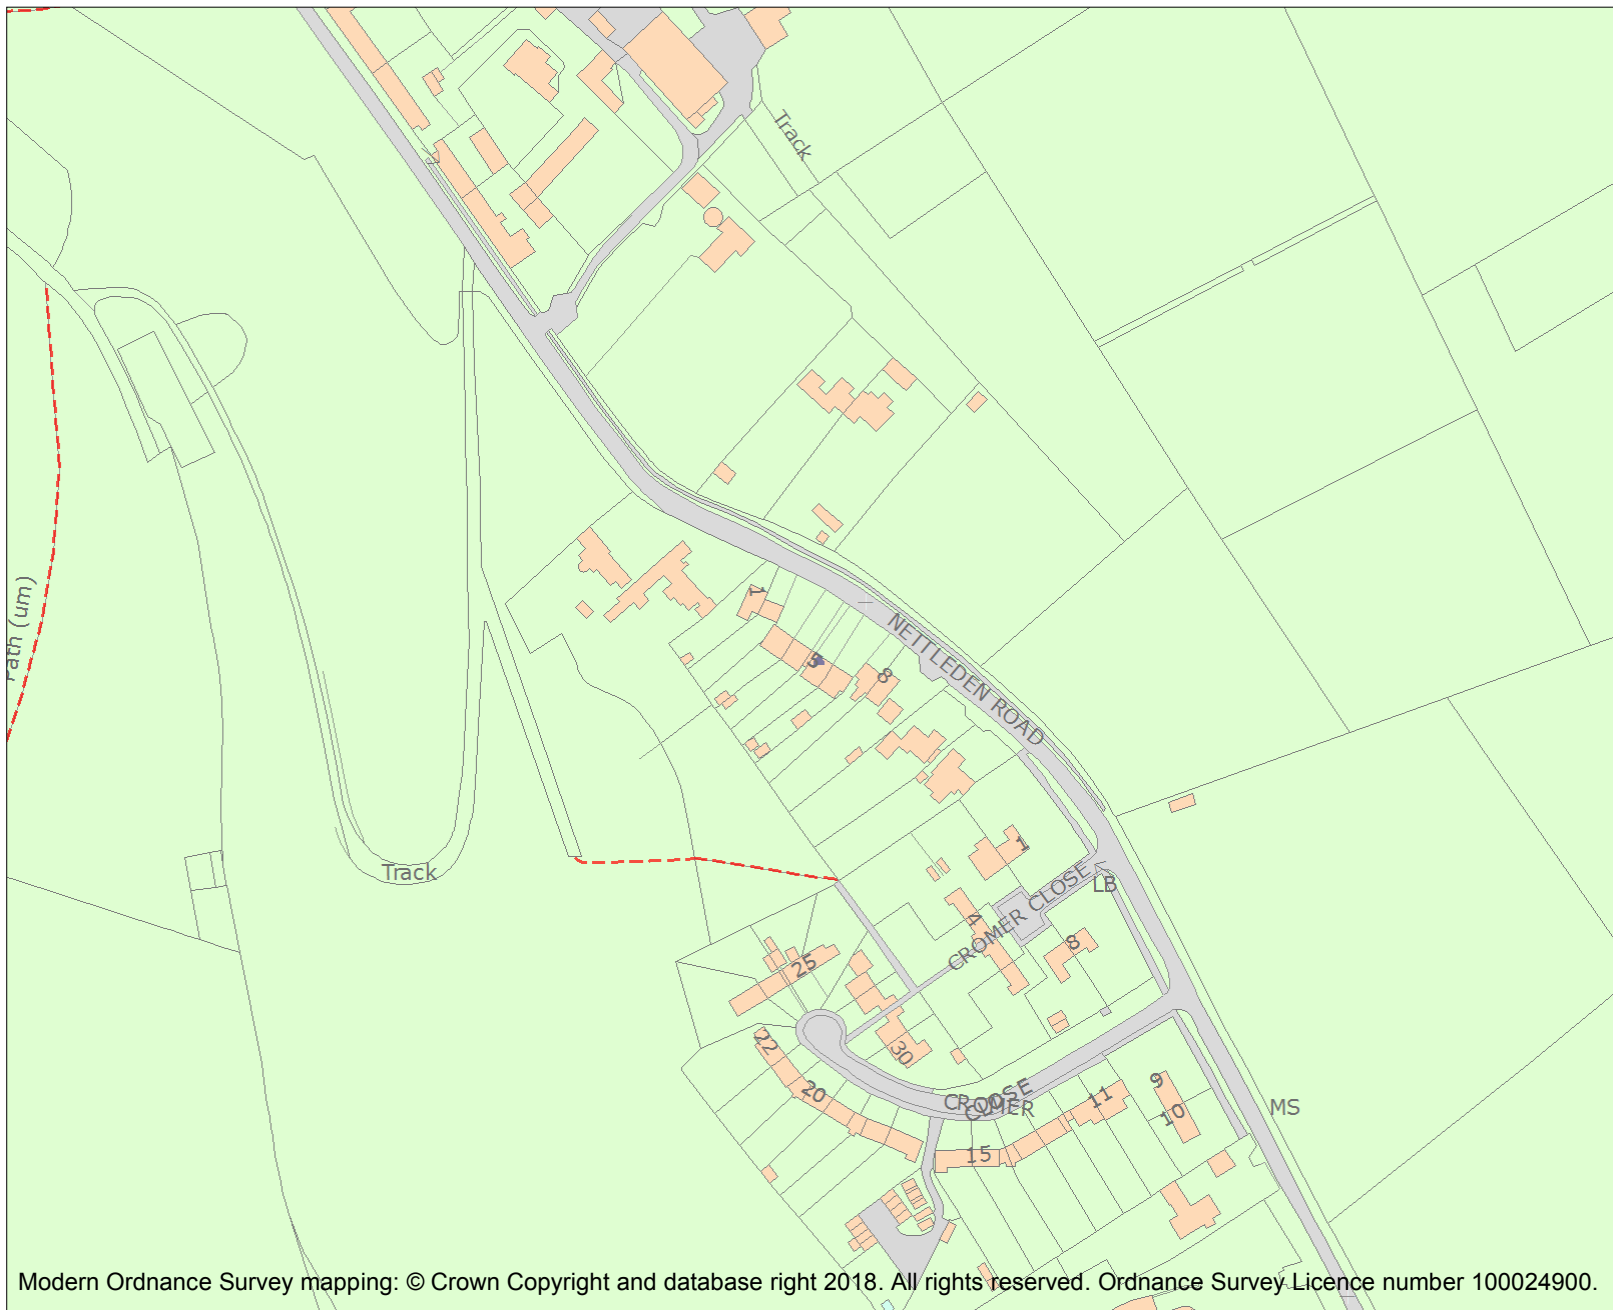 Track
Path (um)
1
5
8
NETTLEDEN ROAD
1
Track
LB
CROMER CLOSE
4
8
25
30
22
20
CROMER
CLOSE
11
9
10
MS
15
Modern Ordnance Survey mapping: © Crown Copyright and database right 2018. All rights reserved. Ordnance Survey Licence number 100024900.